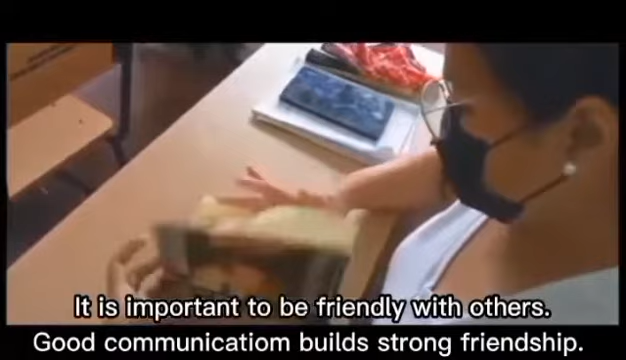 It is important to be friendly with others.
Good communicatiom builds strong friendship.